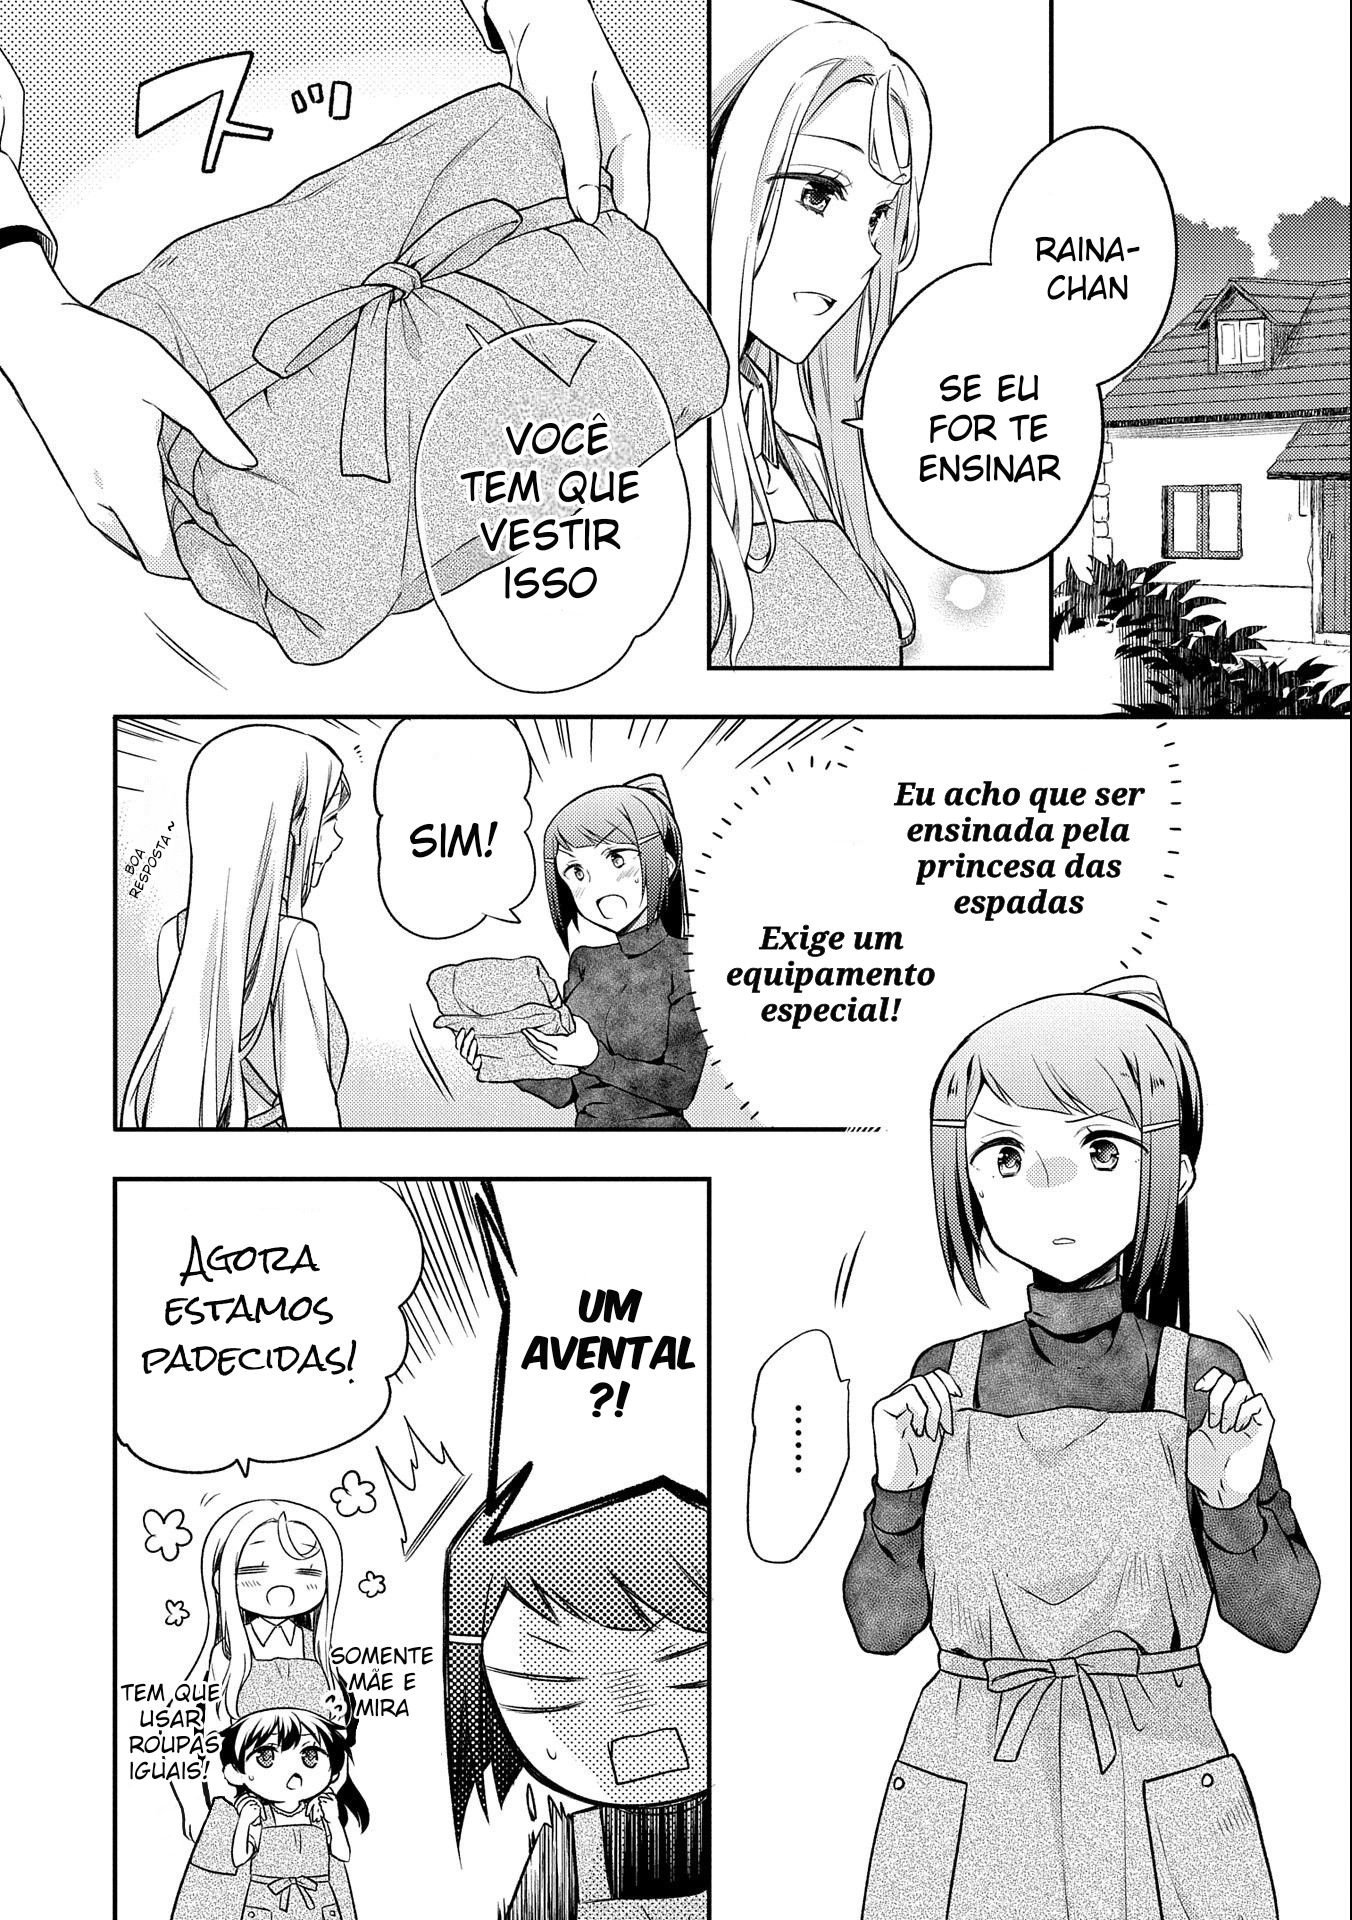 RAINA-
CHAN
SE EU
FOR TE
ENSINAR
ズッ
VOCÊ
TEM QUE
VESTIR
ISSO
Eu acho que ser
ensinada pela
princesa das
espadas
Exige um
equipamento
especial!
SIM!
BOA
RESPOSTA~
......
UM
AVENTAL
?!
AGORA
ESTAMOS
PADECIDAS!
SOMENTE
MÃE E
MIRA
TEM QUE
USAR
ROUPAS
IGUAIS!